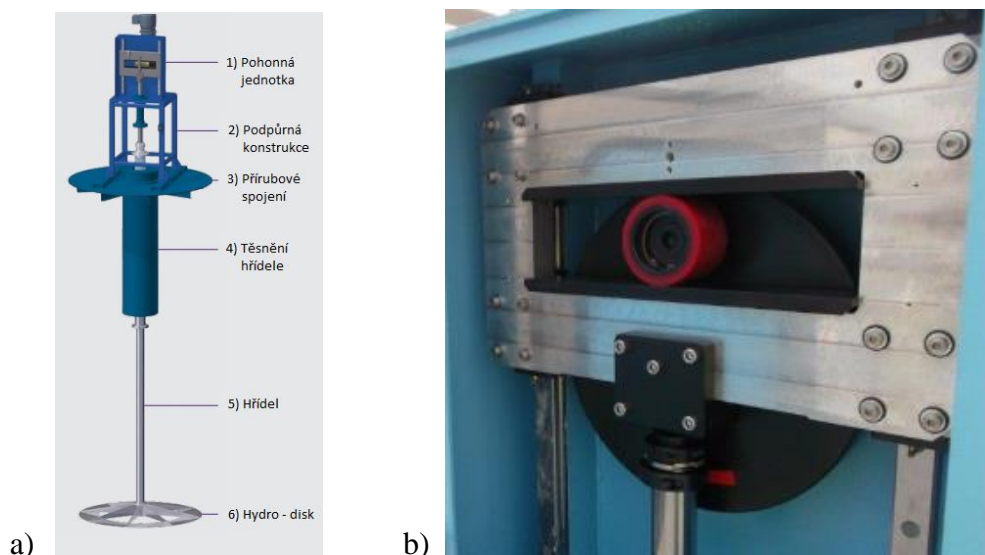 1) Pohonná
jednotka
2) Podpůrná
konstrukce
3) Přírubové
spojení
4) Těsnění
hřídele
5) Hřídel
6) Hydro - disk
a)
b)